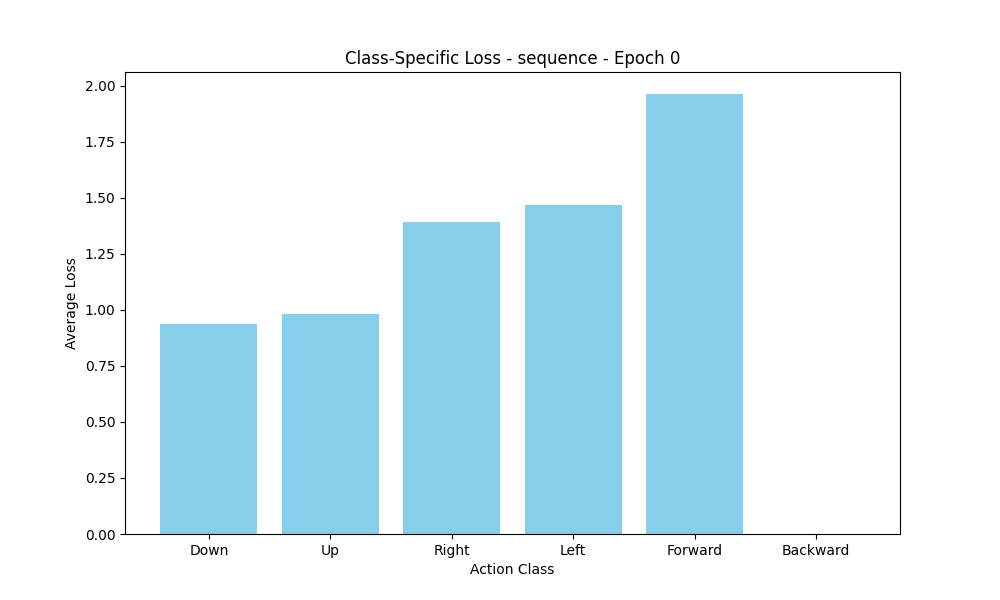 Class-Specific Loss - sequence - Epoch 0
2.00
1.75
1.50
1.25
1.00
0.75
0.50
0.25
0.00
Average Loss
Down Up Right Left Forward Backward
Action Class